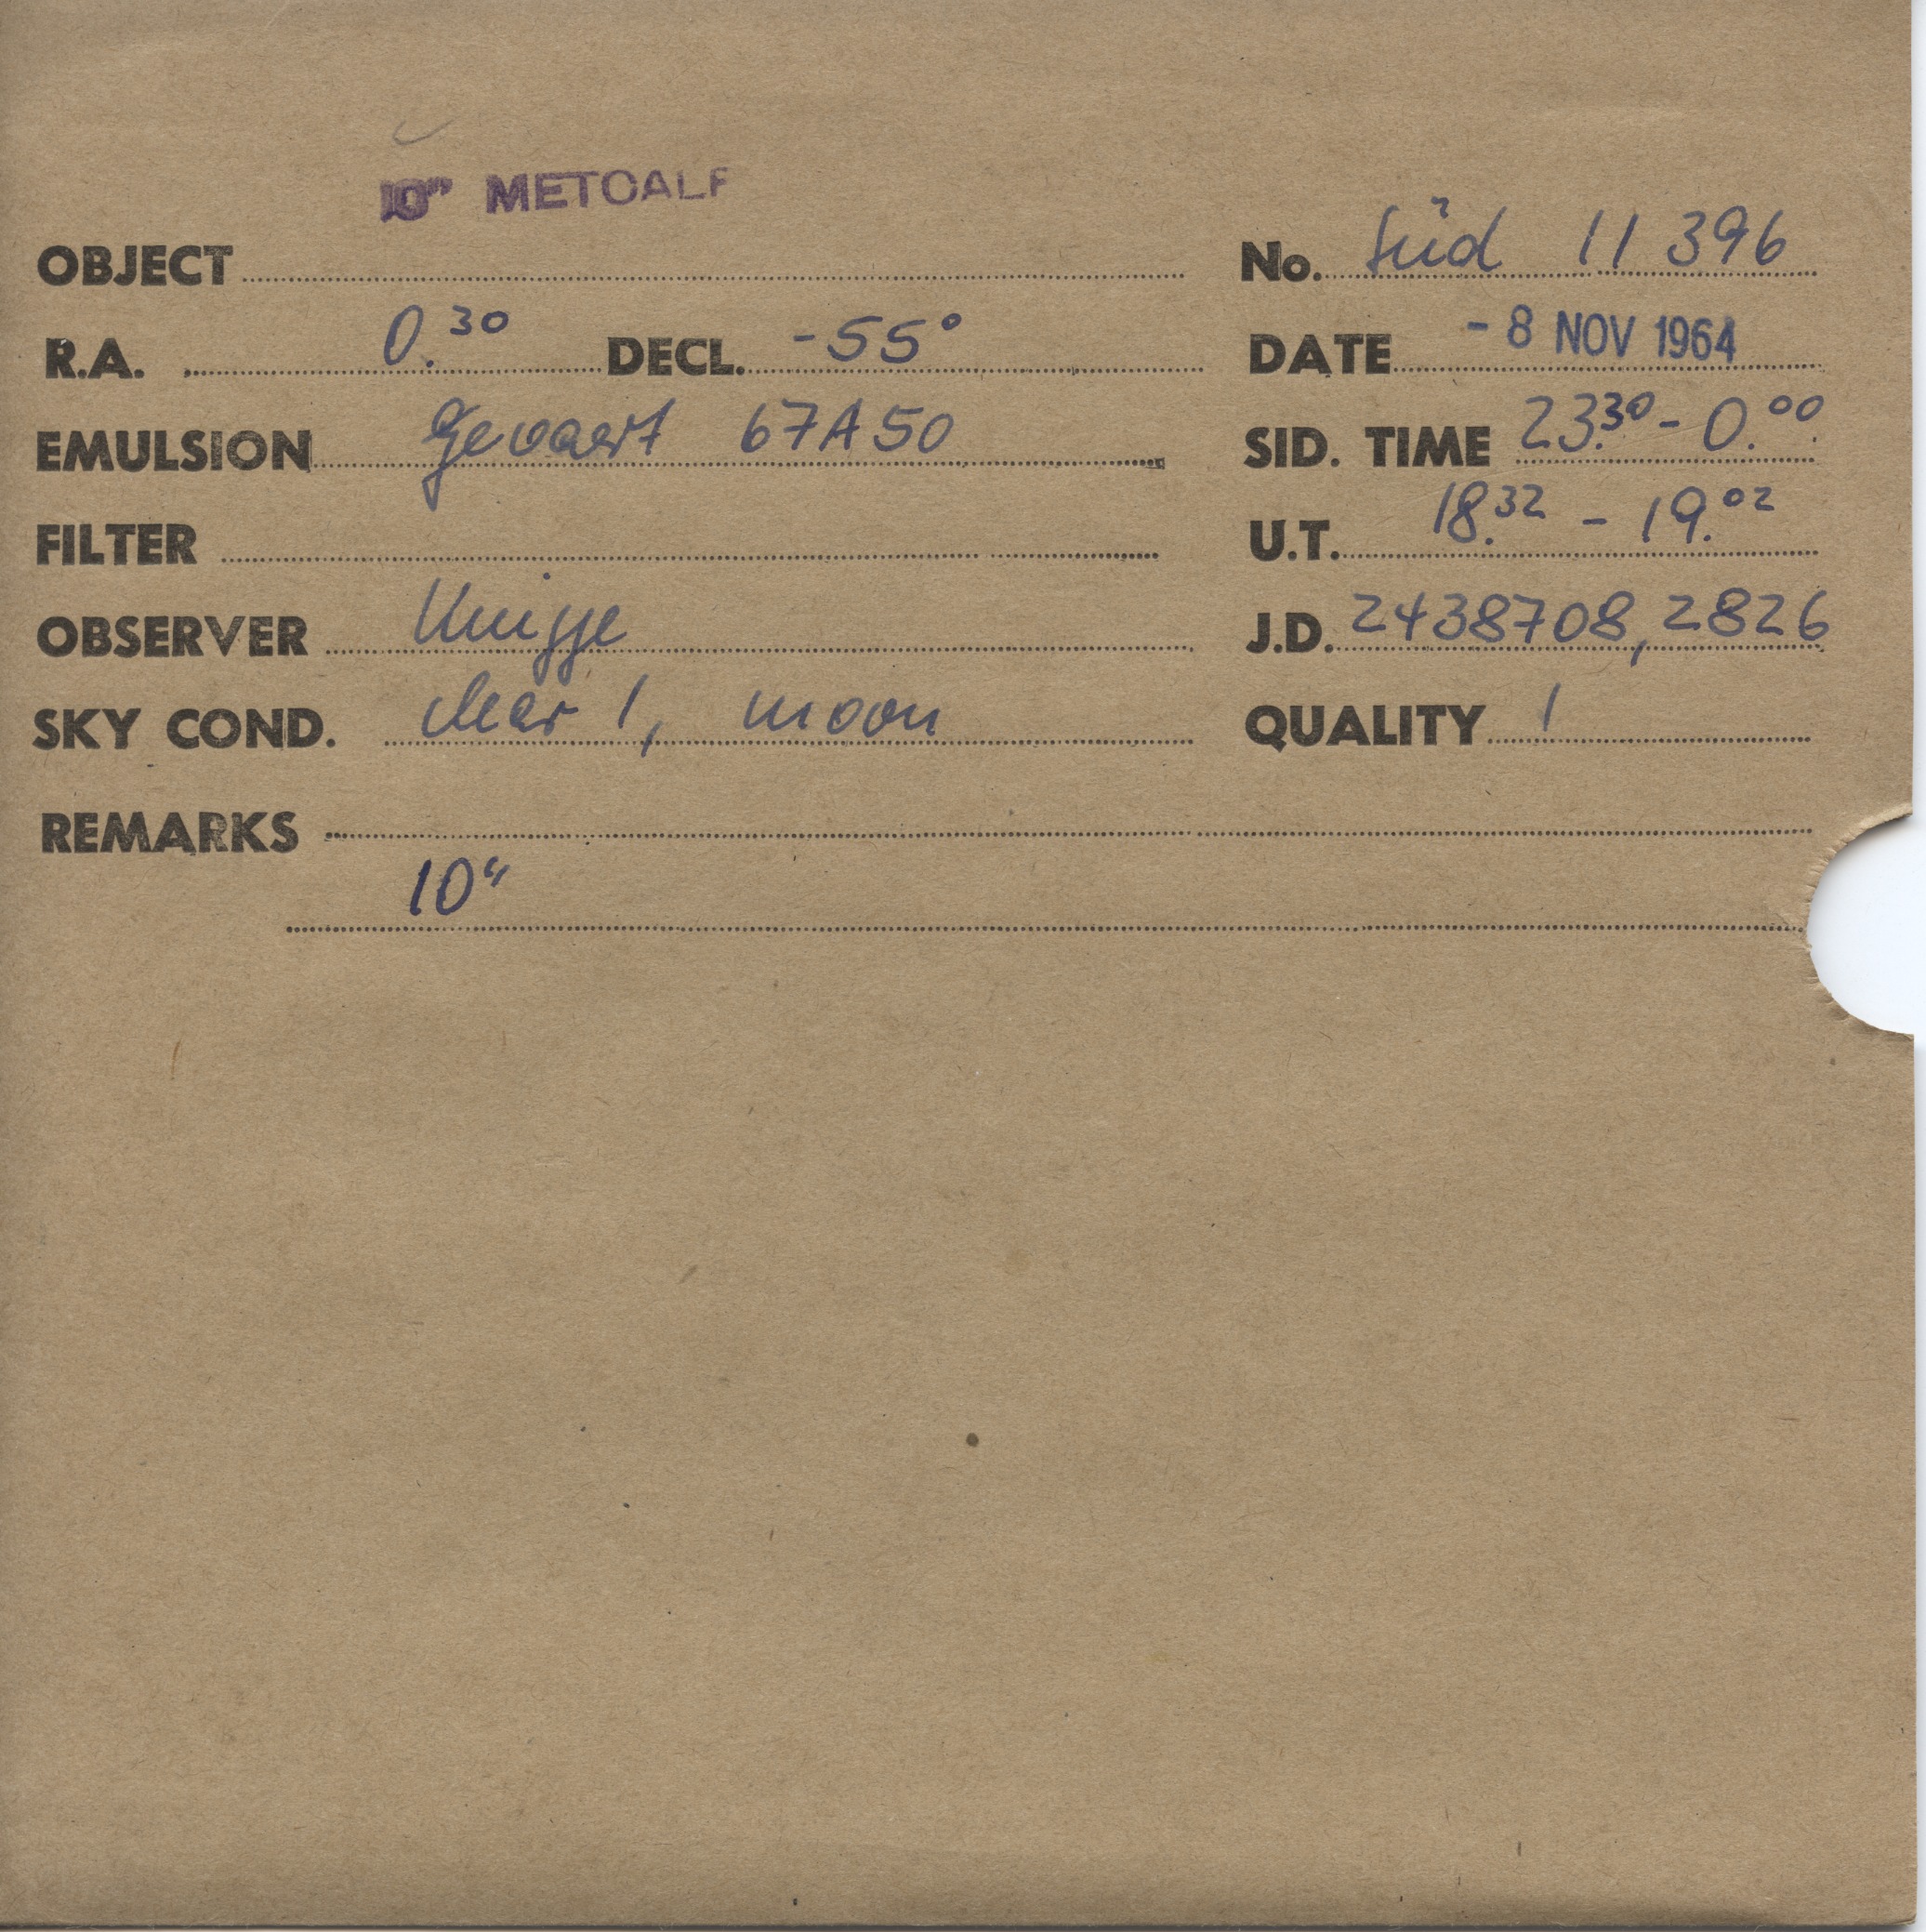 10" METCALF
OBJECT No. Süd 11 396
R.A. 0.30 DECL. -55° DATE - 8 NOV 1964
EMULSION Gevaert 67A50 SID. TIME 23.30 - 0.00
FILTER U.T. 18.32 - 19.02
OBSERVER Knigge J.D. 2438708,2826
SKY COND. clear 1, moon QUALITY 1
REMARKS
10"